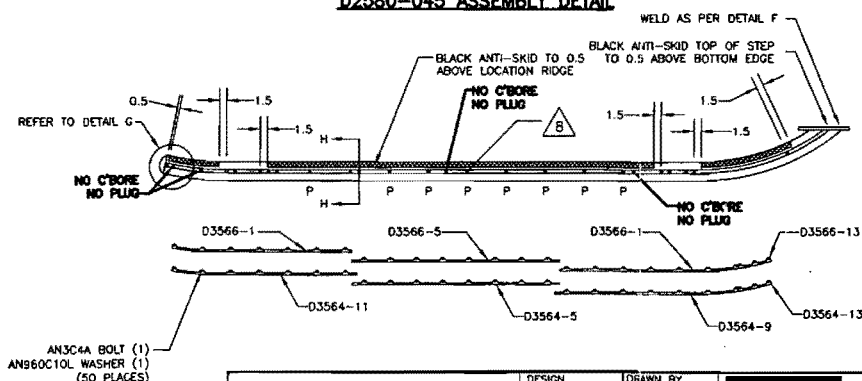 D2580-045 ASSEMBLY DETAIL
WELD AS PER DETAIL F
BLACK ANTI-SKID TO 0.5
ABOVE LOCATION RIDGE
BLACK ANTI-SKID TOP OF STEP
TO 0.5 ABOVE BOTTOM EDGE
NO C'BORE
NO PLUG
0.5
1.5
1.5
1.5
1.5
1.5
REFER TO DETAIL G
H
8
NO C'BORE
NO PLUG
P P P P P P P P
H
NO C'BORE
NO PLUG
D3566-1
D3566-5
D3566-1
D3566-13
D3564-11
D3564-5
D3564-9
D3564-13
AN3C4A BOLT (1)
AN960C10L WASHER (1)
(50 PLACES)
DESIGN
DRAWN BY